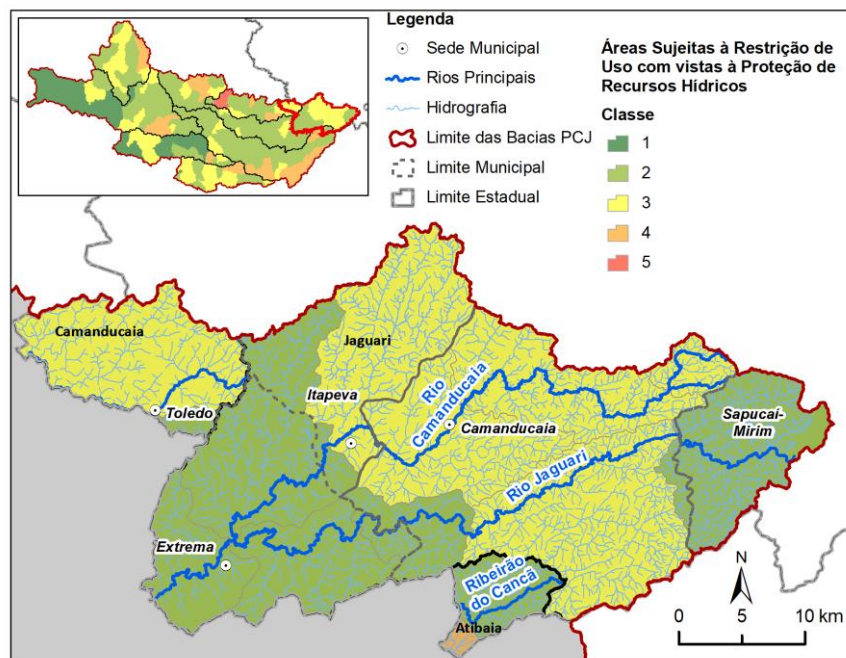 Legenda
Sede Municipal
Rios Principais
Hidrografia
Limite das Bacias PCJ
Limite Municipal
Limite Estadual
Áreas Sujeitas à Restrição de
Uso com vistas à Proteção de
Recursos Hídricos
Classe
1
2
3
4
5
Camanducaia
Toledo
Jaguari
Itapeva
Rio
Camanducaia
Camanducaia
Sapucaí-
Mirim
Rio Jaguari
Extrema
Ribeirão
do Cancã
Atibaia
N
0 5 10 km